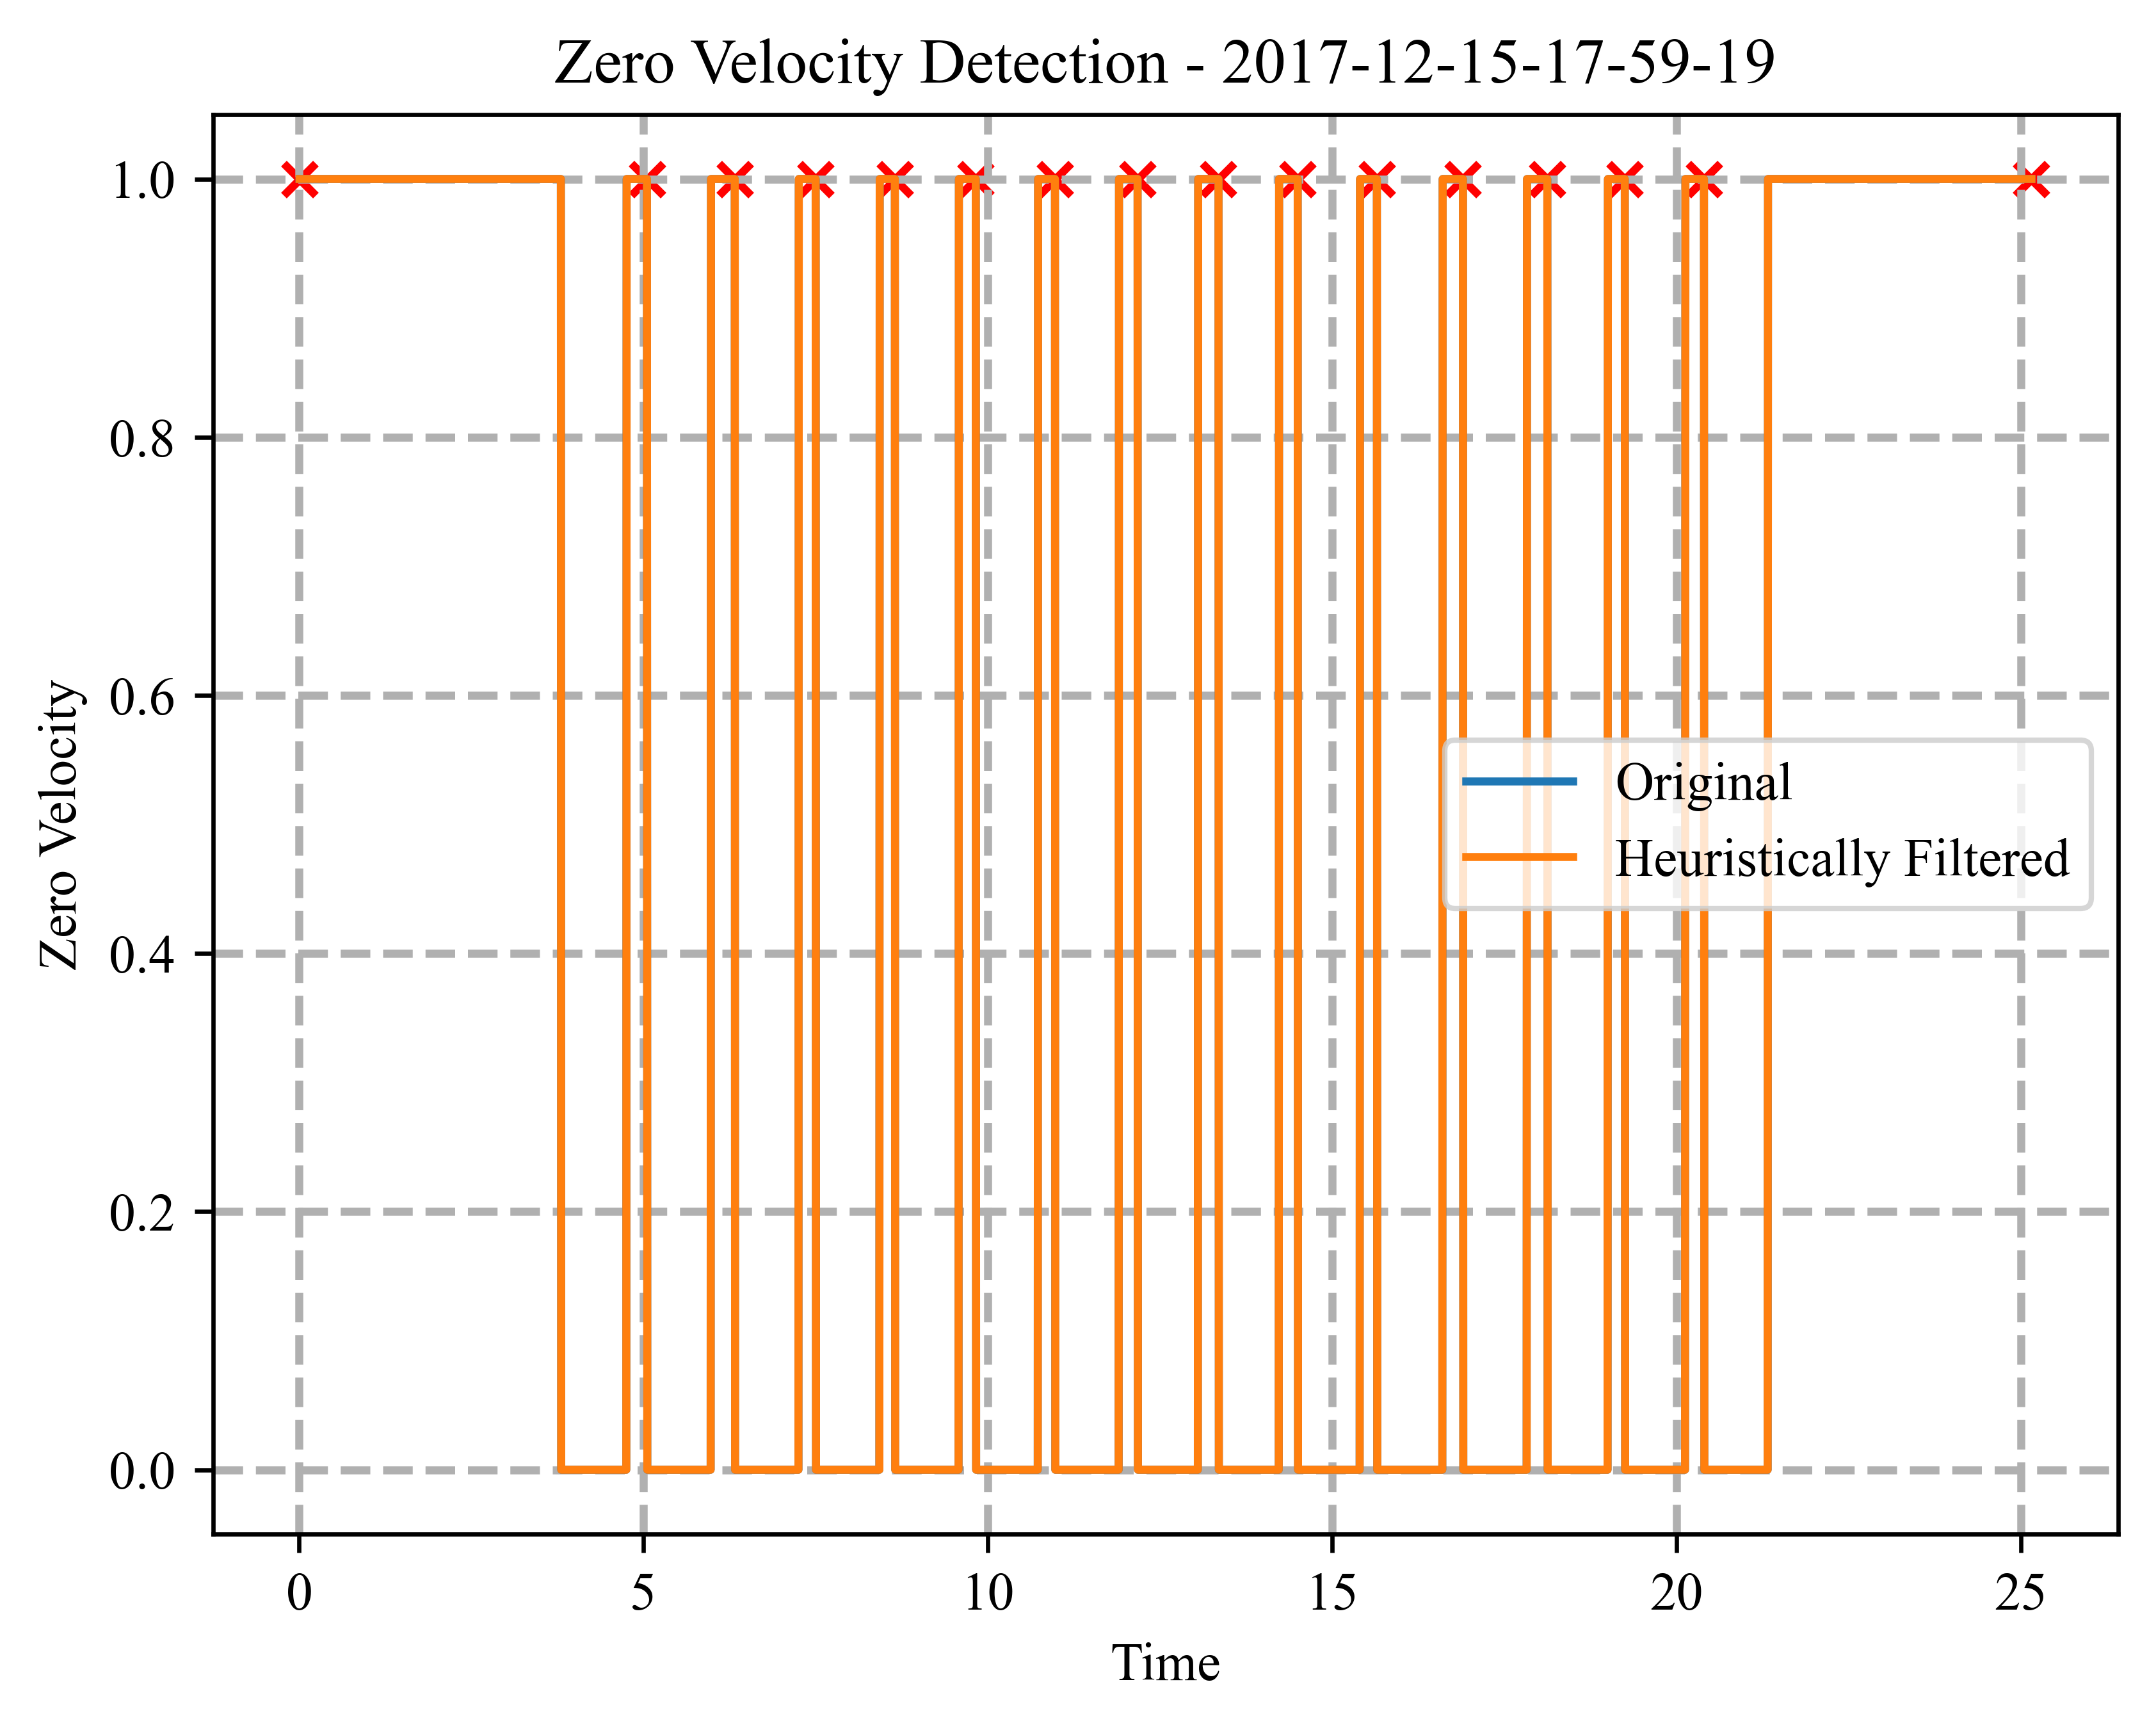 Zero Velocity Detection - 2017-12-15-17-59-19
1.0
0.8
0.6
0.4
0.2
0.0
Zero Velocity
Original
Heuristically Filtered
0 5 10 15 20 25
Time